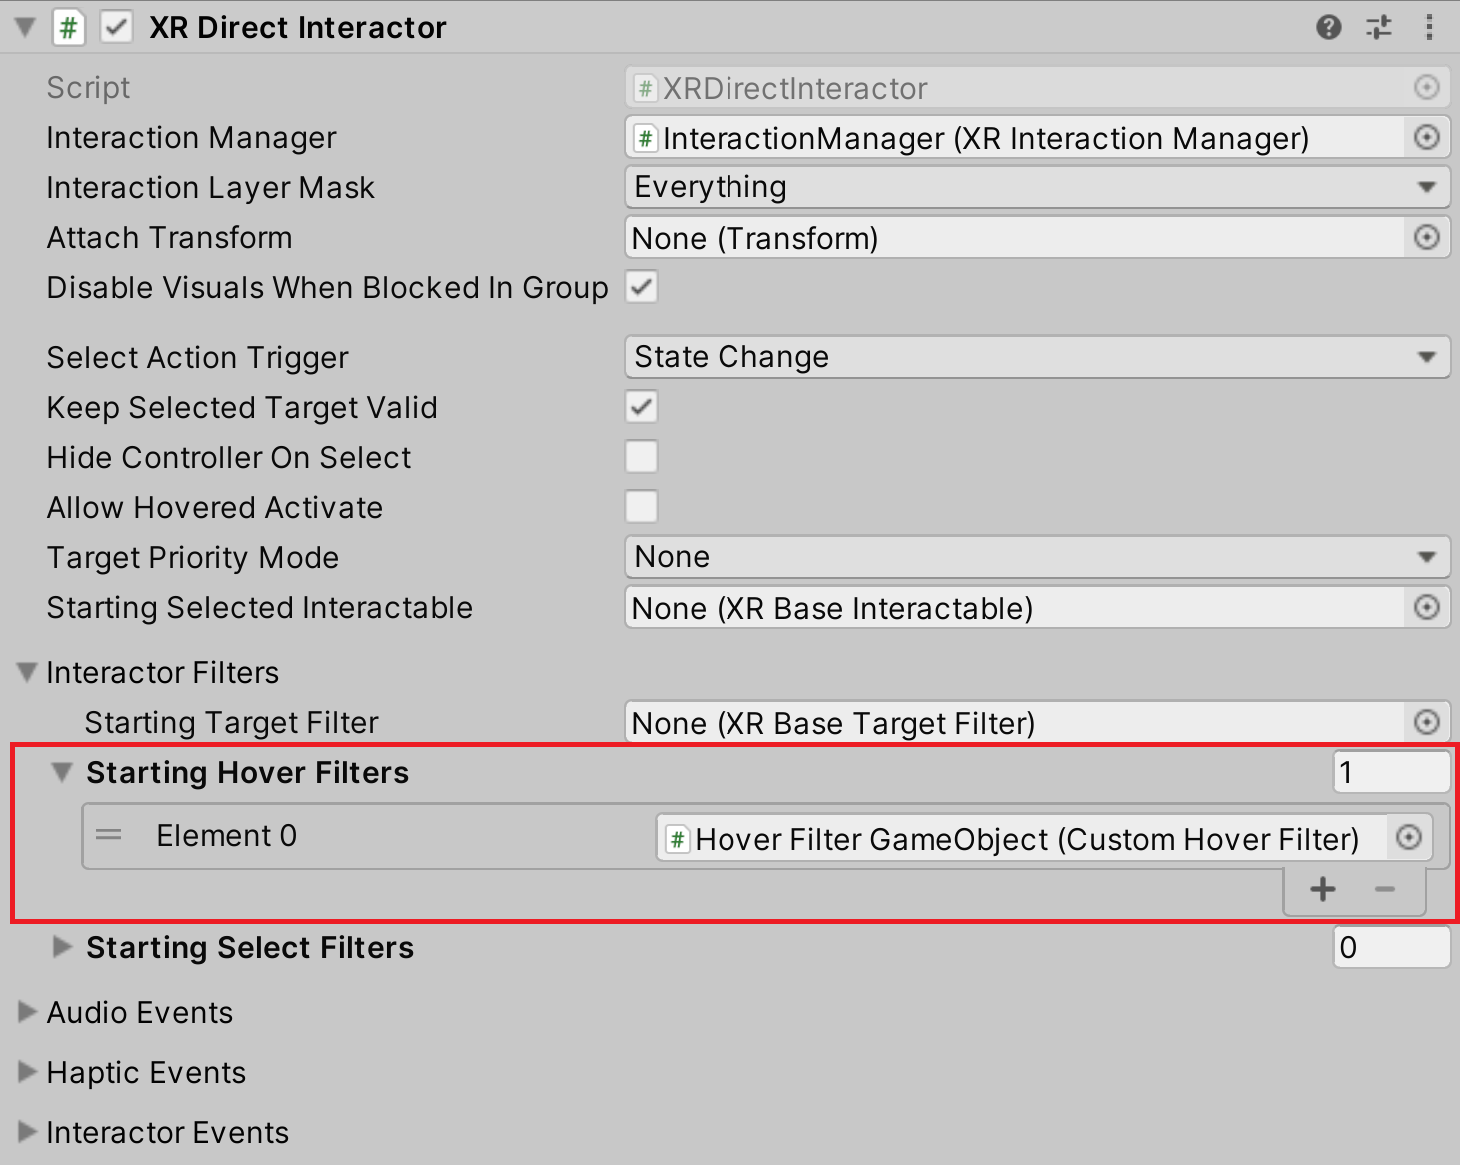 XR Direct Interactor
Script
# XRDirectInteractor
Interaction Manager
# InteractionManager (XR Interaction Manager)
Interaction Layer Mask
Everything
Attach Transform
None (Transform)
Disable Visuals When Blocked In Group
Select Action Trigger
State Change
Keep Selected Target Valid
Hide Controller On Select
Allow Hovered Activate
Target Priority Mode
None
Starting Selected Interactable
None (XR Base Interactable)
Interactor Filters
Starting Target Filter
None (XR Base Target Filter)
Starting Hover Filters
1
Element 0
# Hover Filter GameObject (Custom Hover Filter)
Starting Select Filters
0
Audio Events
Haptic Events
Interactor Events